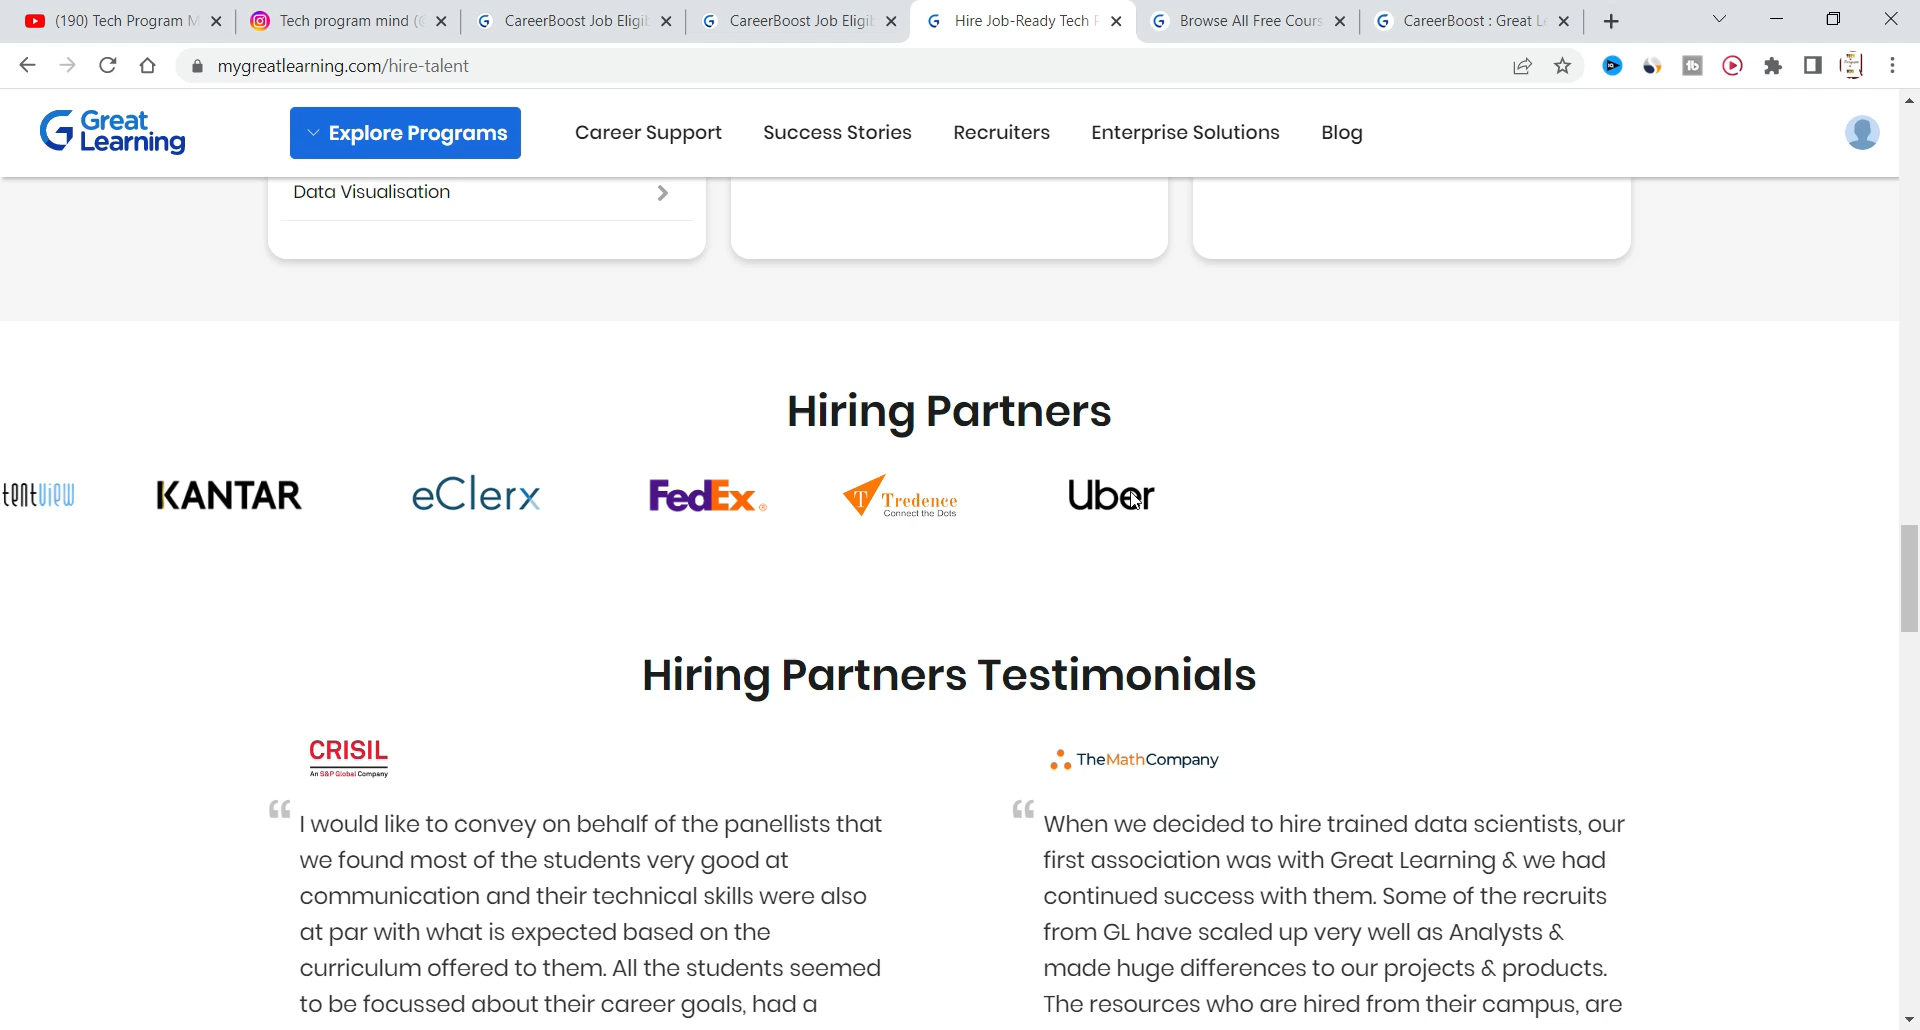 (190) Tech Program M
Tech program mind (
CareerBoost Job Eligi
CareerBoost Job Eligi
Hire Job-Ready Tech
Browse All Free Cour
CareerBoost : Great L
mygreatlearning.com/hire-talent
Great
Learning
Explore Programs
Career Support
Success Stories
Recruiters
Enterprise Solutions
Blog
Data Visualisation
Hiring Partners
tentview
KANTAR
eClerx
FedEx
Tredence
Connect the Dots
Uber
Hiring Partners Testimonials
CRISIL
An S&P Global Company
TheMathCompany
“ I would like to convey on behalf of the panellists that
we found most of the students very good at
communication and their technical skills were also
at par with what is expected based on the
curriculum offered to them. All the students seemed
to be focussed about their career goals, had a
“ When we decided to hire trained data scientists, our
first association was with Great Learning & we had
continued success with them. Some of the recruits
from GL have scaled up very well as Analysts &
made huge differences to our projects & products.
The resources who are hired from their campus, are